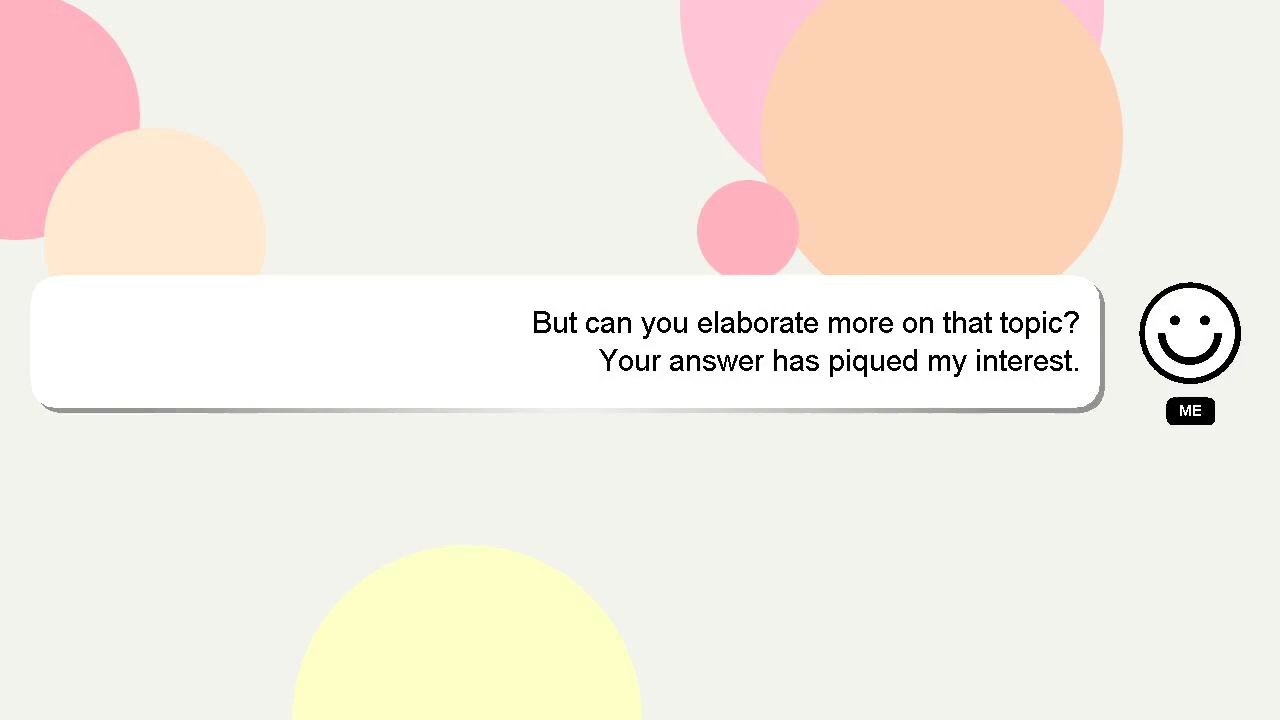 But can you elaborate more on that topic?
Your answer has piqued my interest.
ME